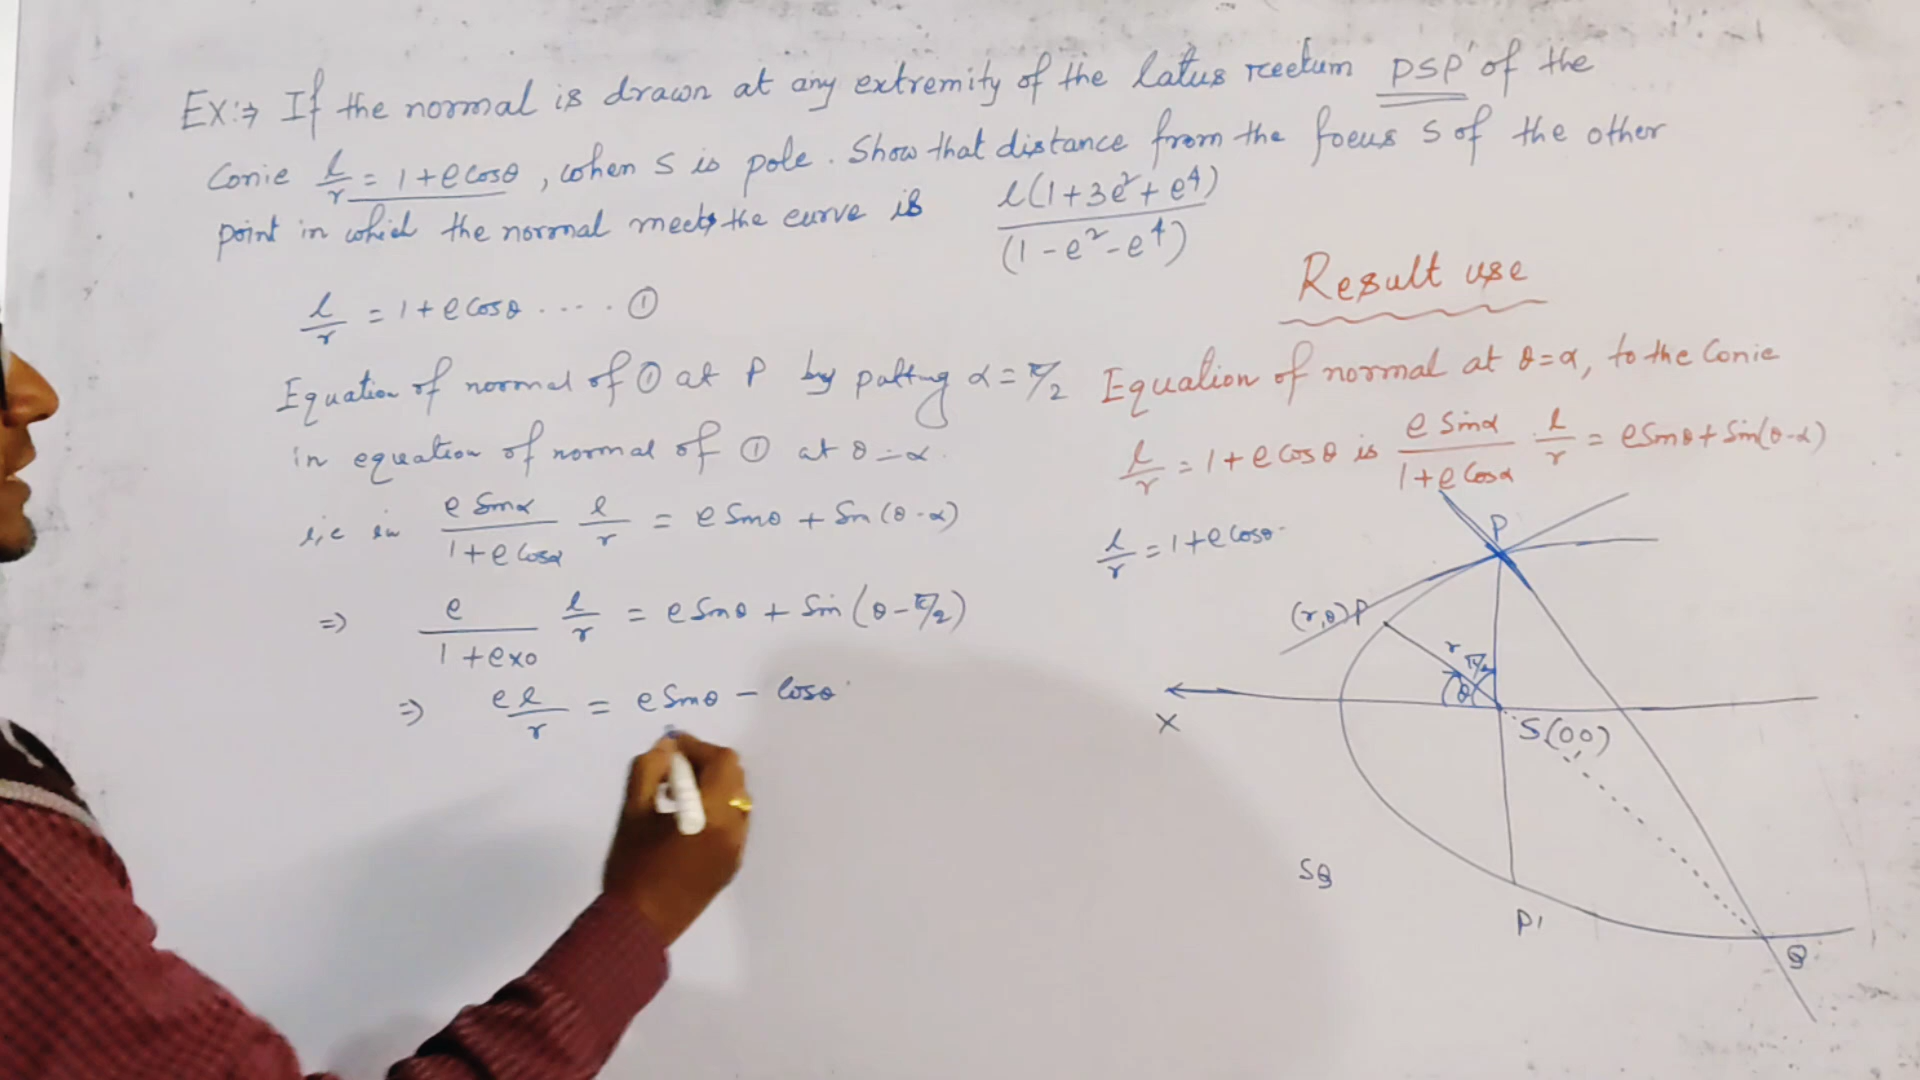 Ex:⇒ If the normal is drawn at any extremity of the latus rectum PSP' of the
Conic l/r = 1+e cosθ, when S is pole. Show that distance from the focus S of the other
point in which the normal meets the curve is l(1+3e²+e⁴)/(1-e²-e⁴)
l/r = 1+e cosθ .... ①
Equation of normal of ① at P by putting α = π/2
in equation of normal of ① at θ=α.
i,e in e Sinα/1+e Cosα l/r = e Sinθ + Sin(θ-α)
⇒ e/1+e×0 l/r = e Sinθ + Sin(θ-π/2)
⇒ el/r = e Sinθ - Cosθ
Result use
Equation of normal at θ=α, to the Conic
l/r = 1+e Cosθ is e Sinα/1+e Cosα . l/r = e Sinθ + Sin(θ-α)
l/r = 1+e Cosθ.
P
(r,θ)P
r
π/2
θ
X
S(0,0)
SQ
P'
Q